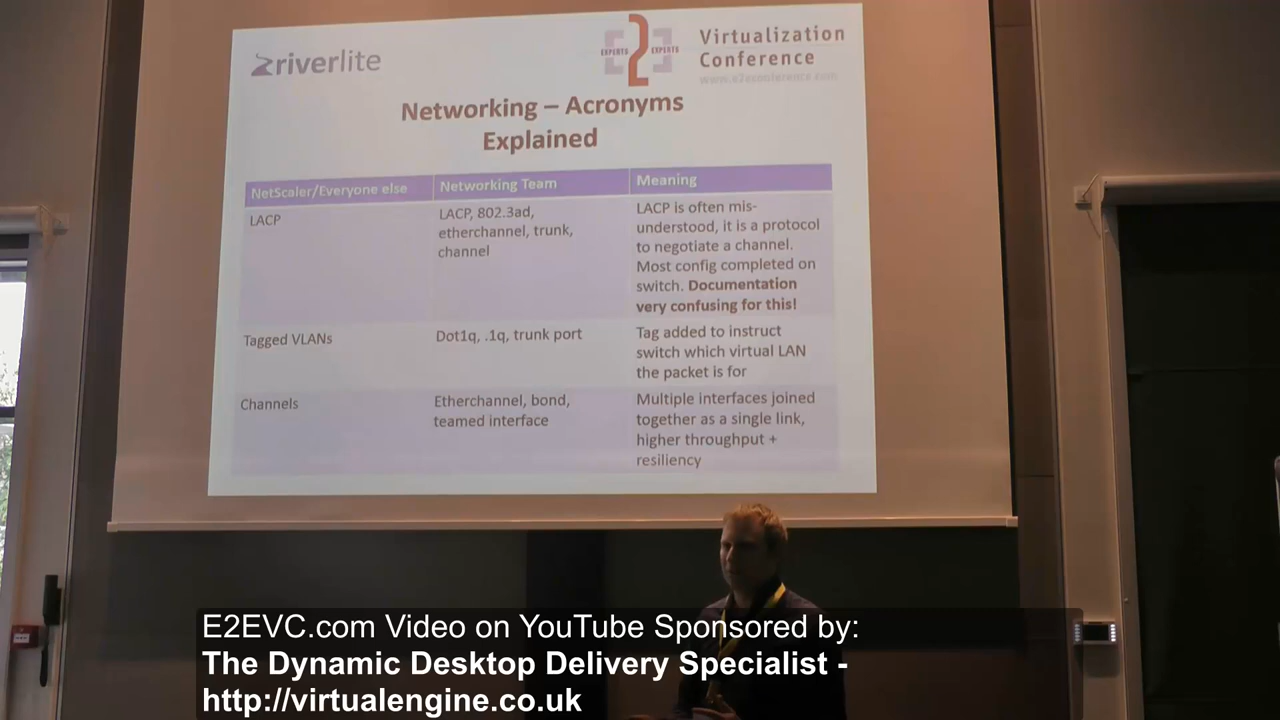 riverlite
EXPERTS 2 EXPERTS
Virtualization
Conference
Networking – Acronyms
Explained
NetScaler/Everyone else
Networking Team
Meaning
LACP
LACP, 802.3ad,
etherchannel, trunk,
channel
LACP is often mis-
understood, it is a protocol
to negotiate a channel.
Most config completed on
switch. Documentation
very confusing for this!
Tagged VLANs
Dot1q, .1q, trunk port
Tag added to instruct
switch which virtual LAN
the packet is for
Channels
Etherchannel, bond,
teamed interface
Multiple interfaces joined
together as a single link,
higher throughput +
resiliency
E2EVC.com Video on YouTube Sponsored by:
The Dynamic Desktop Delivery Specialist -
http://virtualengine.co.uk